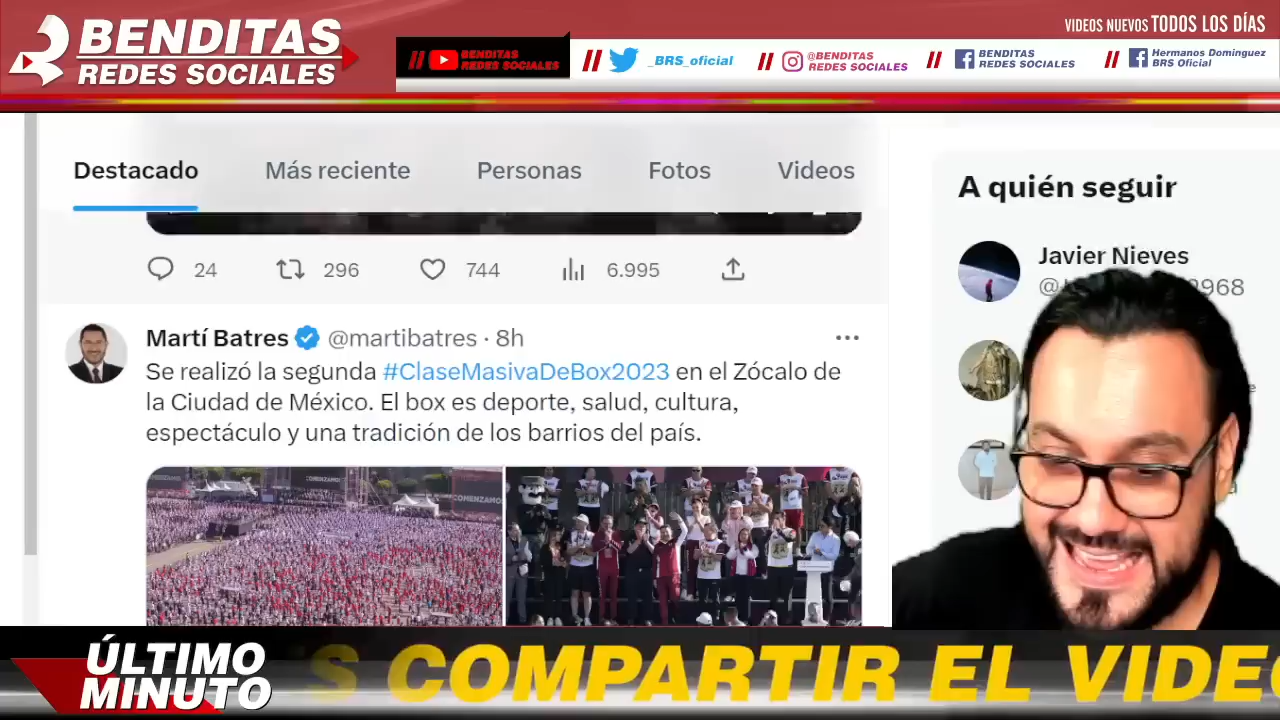 BENDITAS
REDES SOCIALES
VIDEOS NUEVOS TODOS LOS DÍAS
BENDITAS
REDES SOCIALES
_BRS_oficial
@BENDITAS
REDES SOCIALES
BENDITAS
REDES SOCIALES
Hermanos Dominguez
BRS Oficial
Destacado
Más reciente
Personas
Fotos
Videos
24
296
744
6.995
Martí Batres @martibatres · 8h
Se realizó la segunda #ClaseMasivaDeBox2023 en el Zócalo de
la Ciudad de México. El box es deporte, salud, cultura,
espectáculo y una tradición de los barrios del país.
COMENZAMOS
COMENZAMOS
A quién seguir
Javier Nieves
ÚLTIMO
MINUTO
S COMPARTIR EL VIDEO